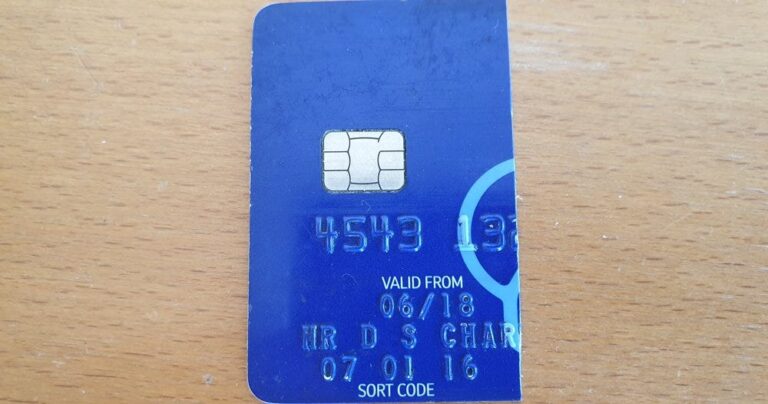 4543 13
VALID FROM
06/18
MR D S CHAR
07 01 16
SORT CODE